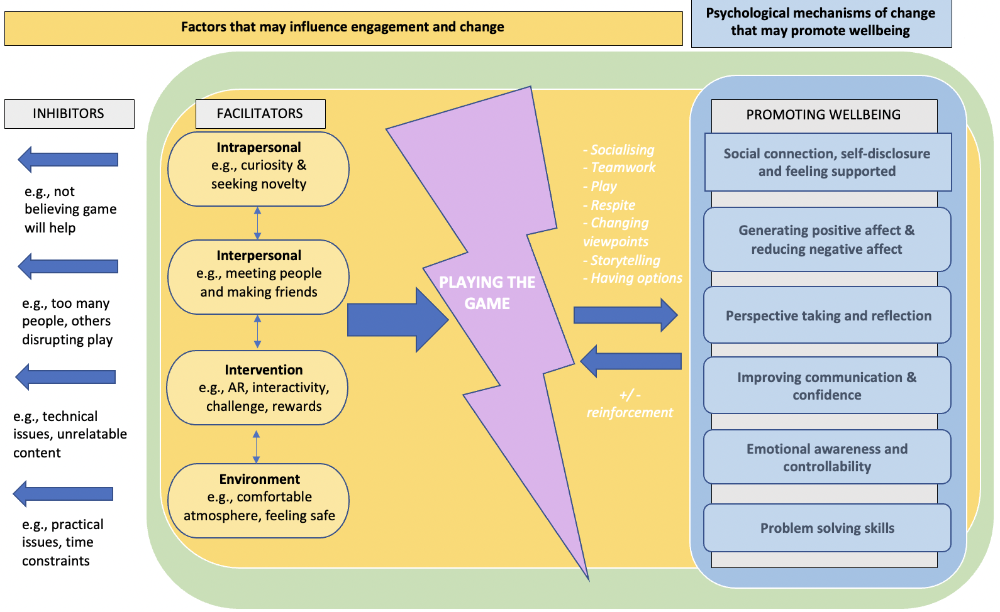 Factors that may influence engagement and change
Psychological mechanisms of change
that may promote wellbeing
INHIBITORS
e.g., not
believing game
will help
e.g., too many
people, others
disrupting play
e.g., technical
issues, unrelatable
content
e.g., practical
issues, time
constraints
FACILITATORS
Intrapersonal
e.g., curiosity &
seeking novelty
Interpersonal
e.g., meeting people
and making friends
Intervention
e.g., AR, interactivity,
challenge, rewards
Environment
e.g., comfortable
atmosphere, feeling safe
PLAYING THE
GAME
- Socialising
- Teamwork
- Play
- Respite
- Changing
viewpoints
- Storytelling
- Having options
+/ -
reinforcement
PROMOTING WELLBEING
Social connection, self-disclosure
and feeling supported
Generating positive affect &
reducing negative affect
Perspective taking and reflection
Improving communication &
confidence
Emotional awareness and
controllability
Problem solving skills